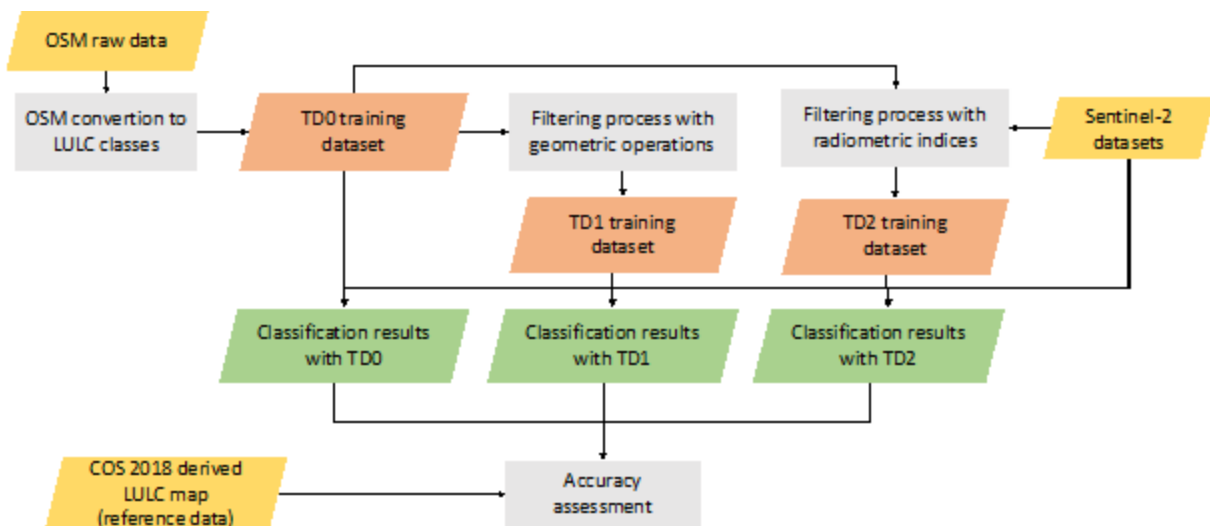 OSM raw data
OSM convertion to
LULC classes
TD0 training
dataset
Filtering process with
geometric operations
Filtering process with
radiometric indices
Sentinel-2
datasets
TD1 training
dataset
TD2 training
dataset
Classification results
with TD0
Classification results
with TD1
Classification results
with TD2
COS 2018 derived
LULC map
(reference data)
Accuracy
assessment